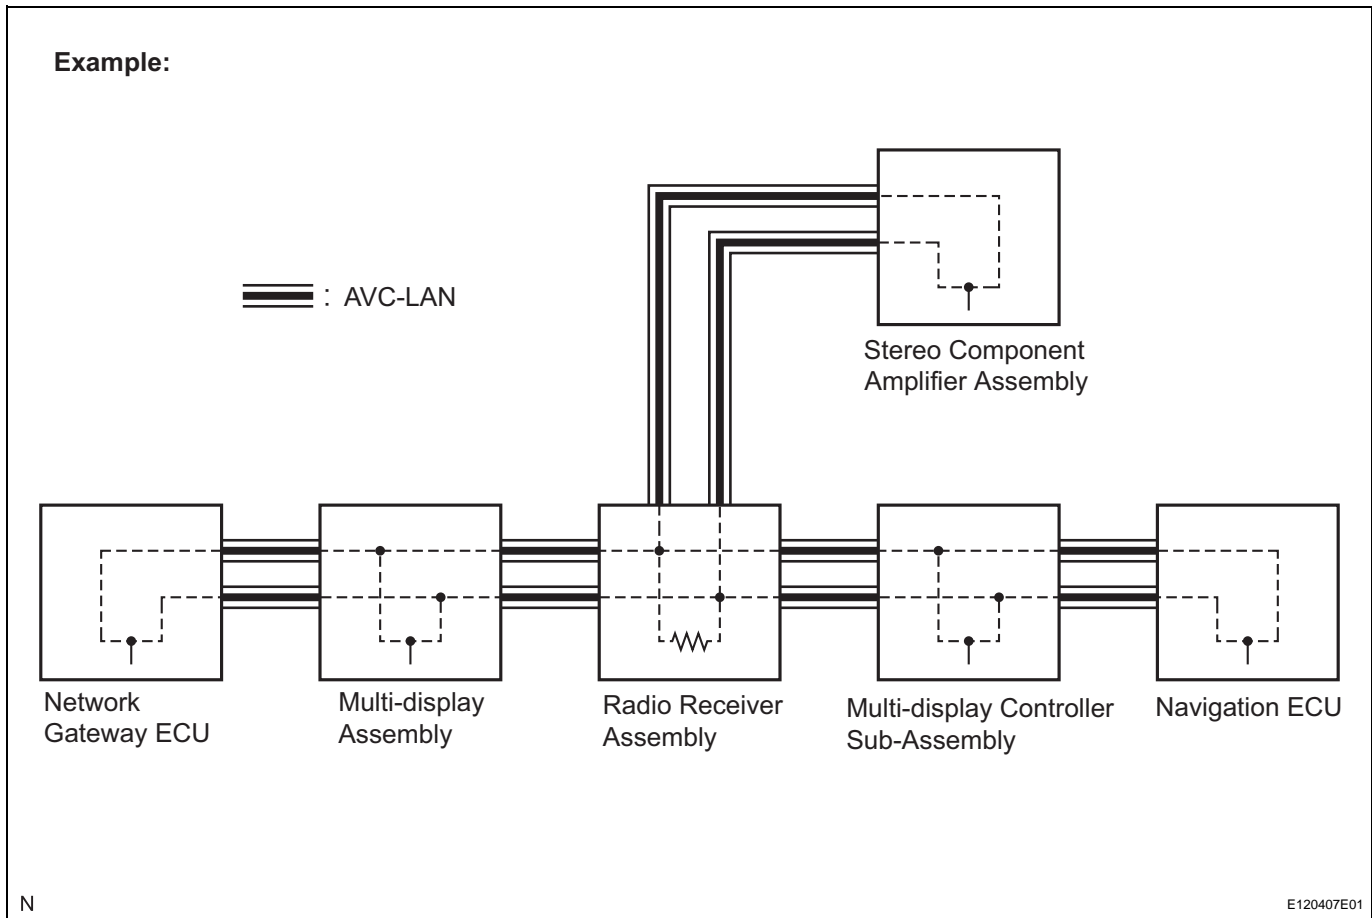 Example:
: AVC-LAN
Stereo Component
Amplifier Assembly
Network
Gateway ECU
Multi-display
Assembly
Radio Receiver
Assembly
Multi-display Controller
Sub-Assembly
Navigation ECU
N
E120407E01